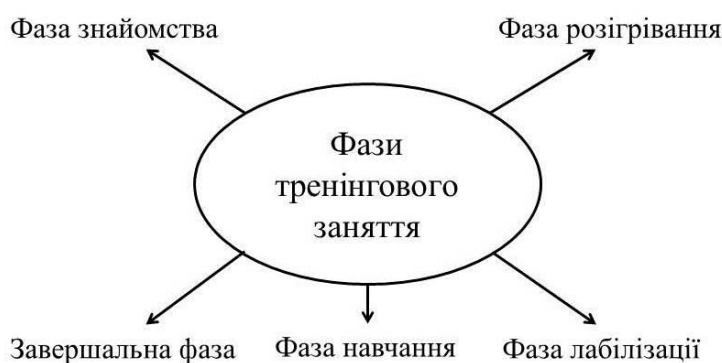 Фаза знайомства
Фаза розігрівання
Фази
тренінгового
заняття
Завершальна фаза
Фаза навчання
Фаза лабілізації